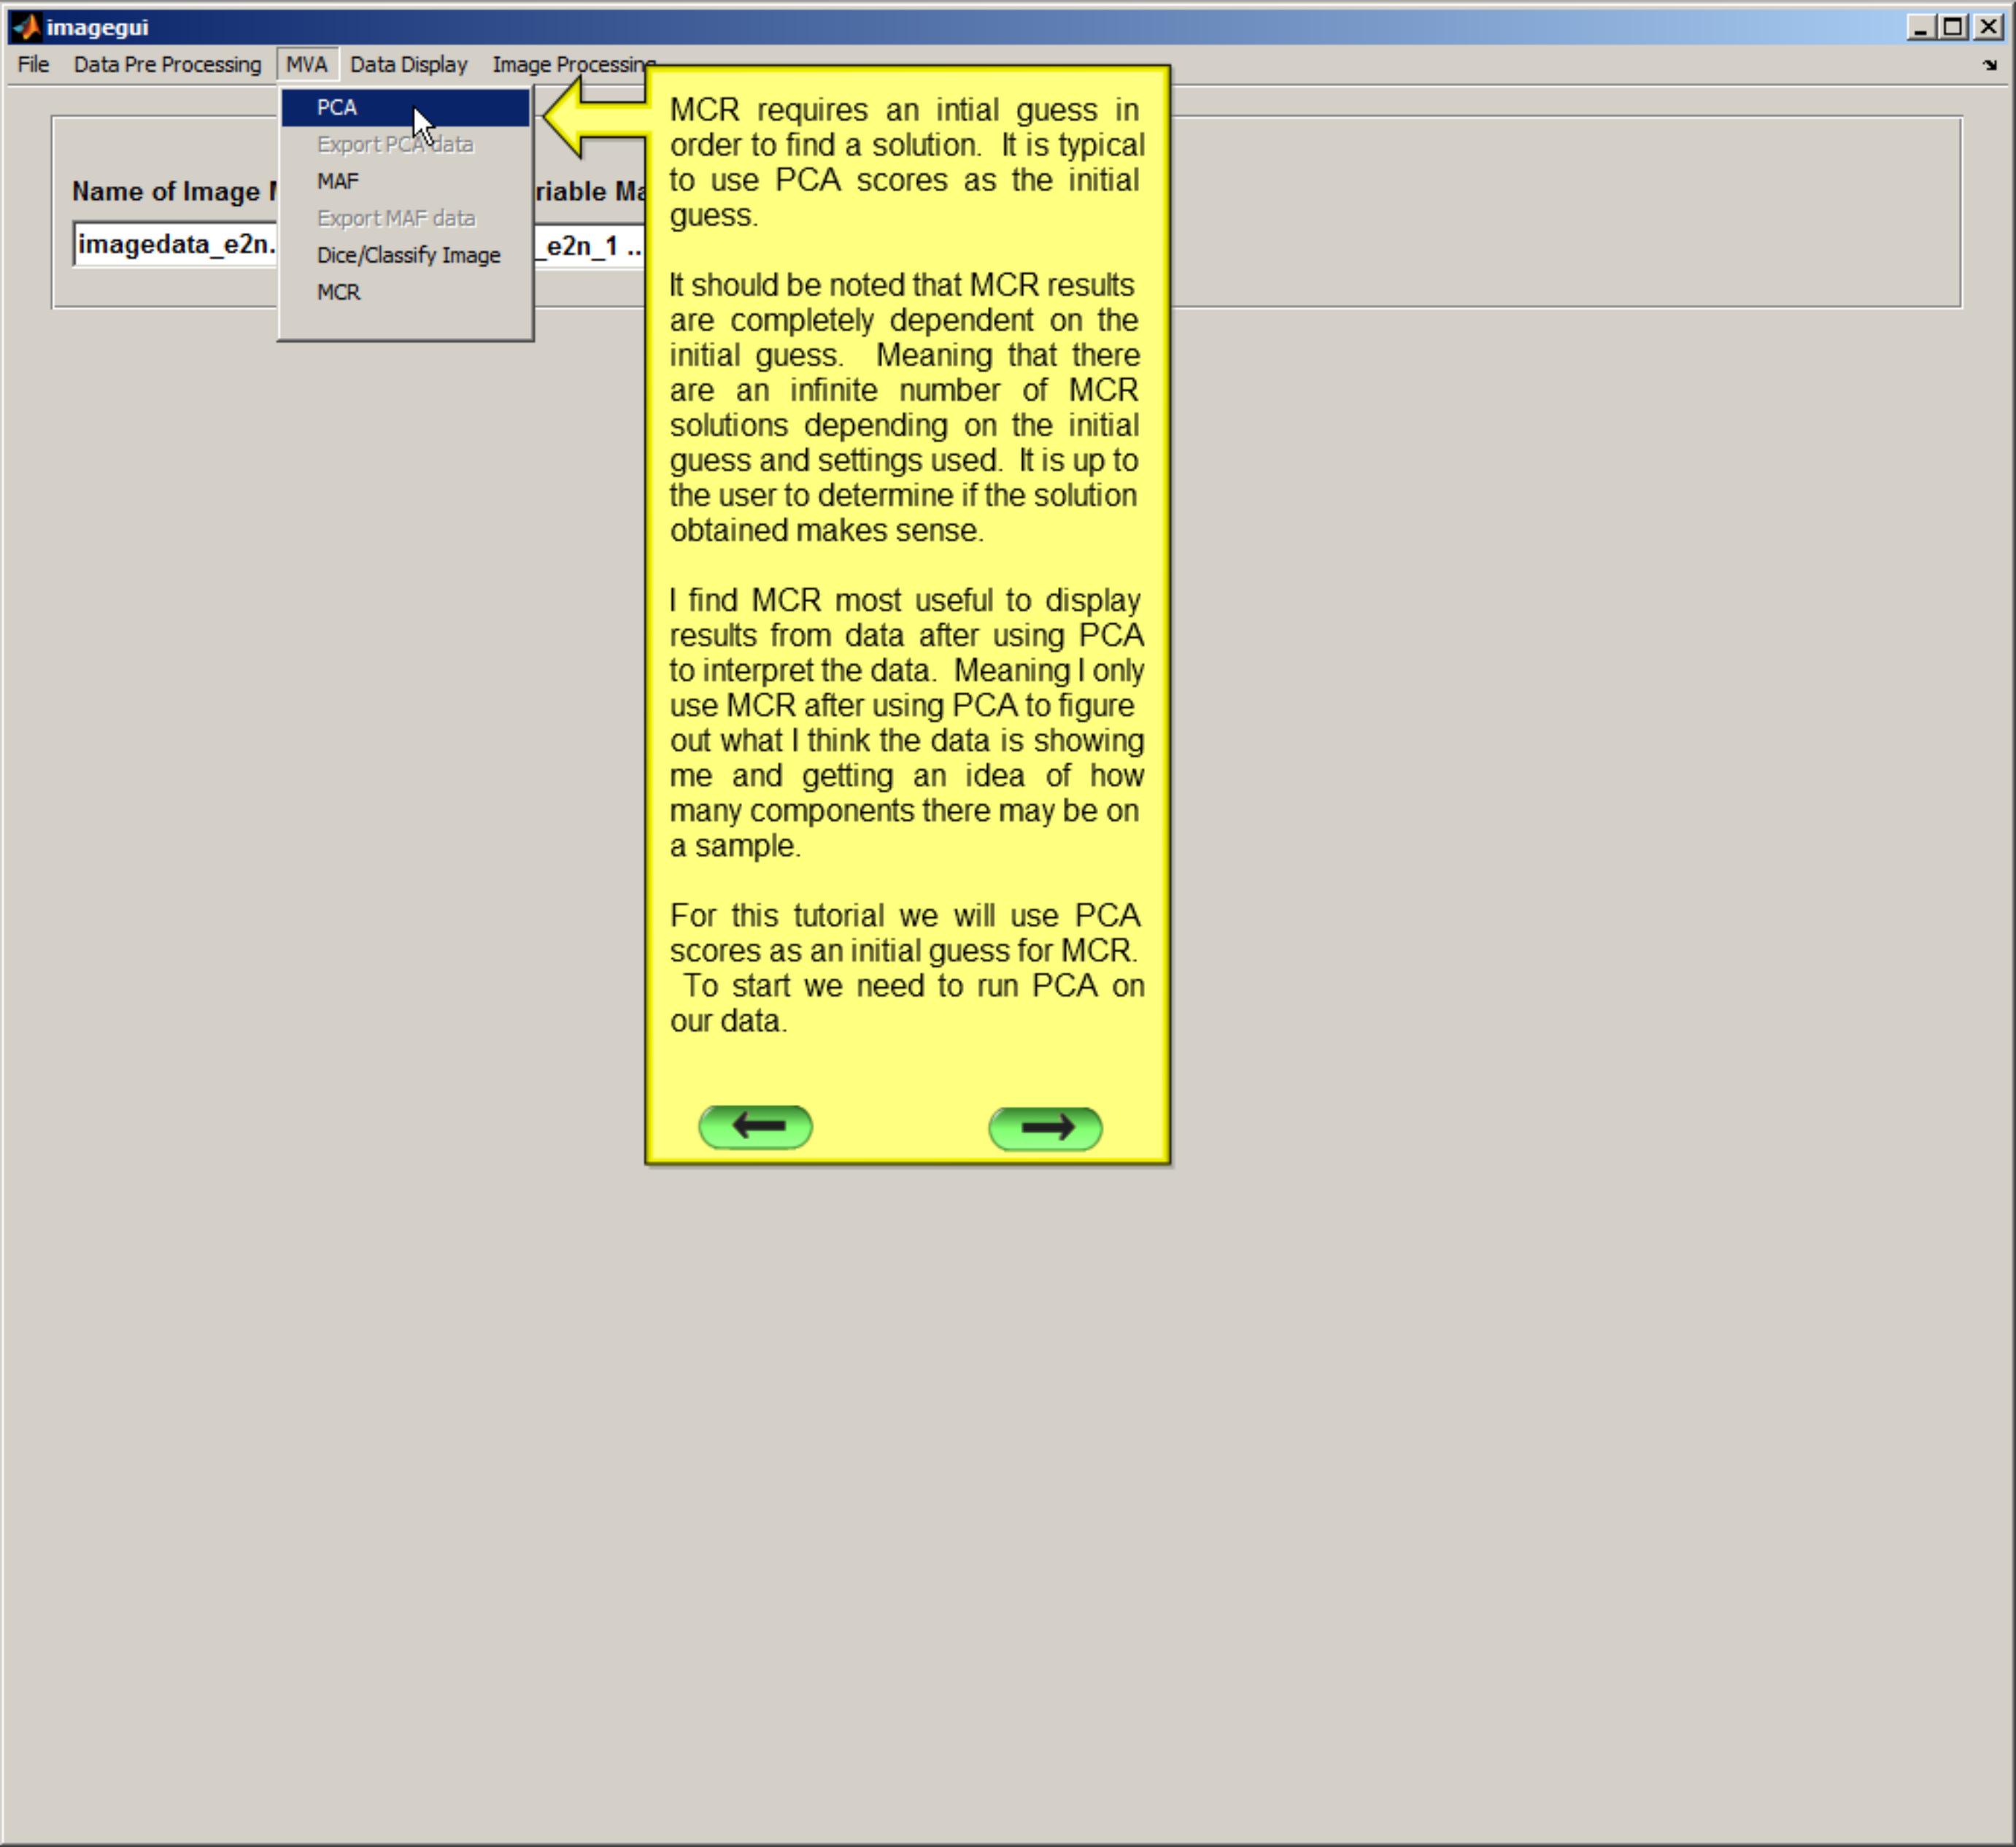 imagegui
File Data Pre Processing MVA Data Display Image Processing
PCA
Export PCA data
MAF
Export MAF data
Dice/Classify Image
MCR
Name of Image
riable Ma
imagedata_e2n.
_e2n_1 ..
MCR requires an intial guess in
order to find a solution. It is typical
to use PCA scores as the initial
guess.
It should be noted that MCR results
are completely dependent on the
initial guess. Meaning that there
are an infinite number of MCR
solutions depending on the initial
guess and settings used. It is up to
the user to determine if the solution
obtained makes sense.
I find MCR most useful to display
results from data after using PCA
to interpret the data. Meaning I only
use MCR after using PCA to figure
out what I think the data is showing
me and getting an idea of how
many components there may be on
a sample.
For this tutorial we will use PCA
scores as an initial guess for MCR.
To start we need to run PCA on
our data.